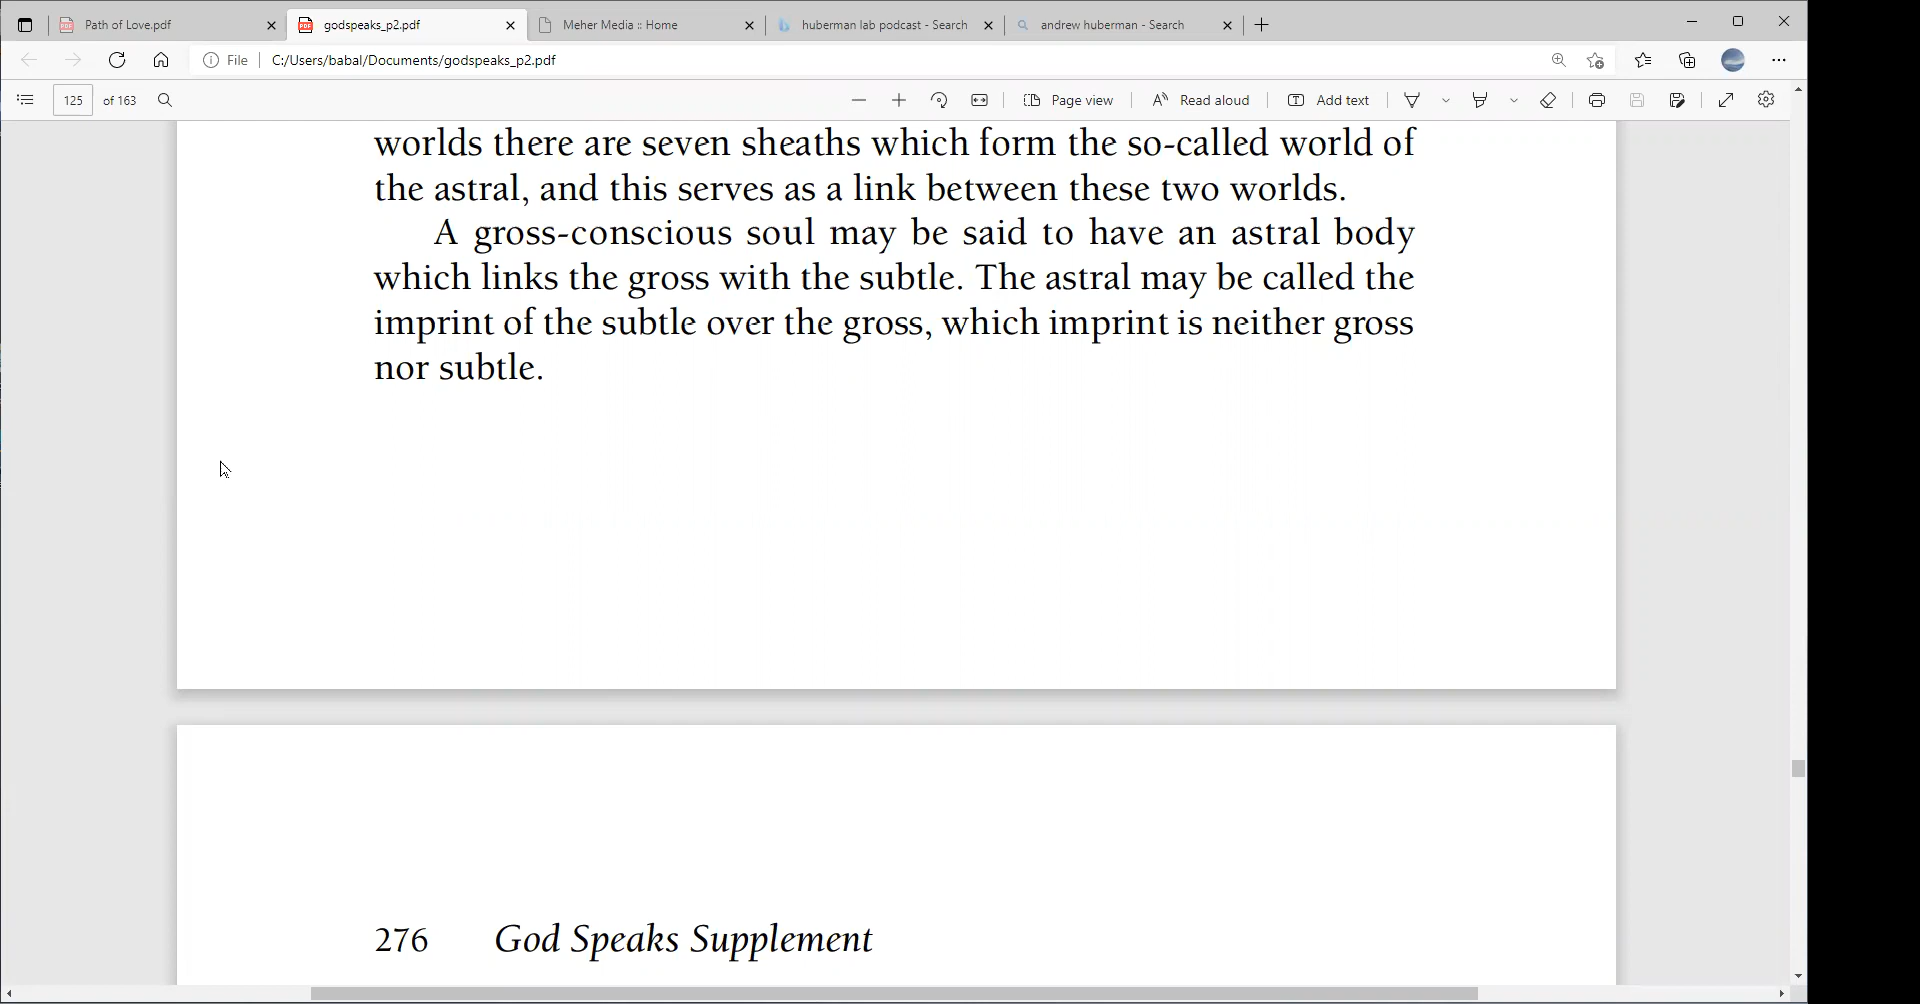 Path of Love.pdf
godspeaks_p2.pdf
Meher Media :: Home
huberman lab podcast - Search
andrew huberman - Search
File
C:/Users/babal/Documents/godspeaks_p2.pdf
125 of 163
Page view
Read aloud
Add text
worlds there are seven sheaths which form the so-called world of
the astral, and this serves as a link between these two worlds.
A gross-conscious soul may be said to have an astral body
which links the gross with the subtle. The astral may be called the
imprint of the subtle over the gross, which imprint is neither gross
nor subtle.
276 God Speaks Supplement